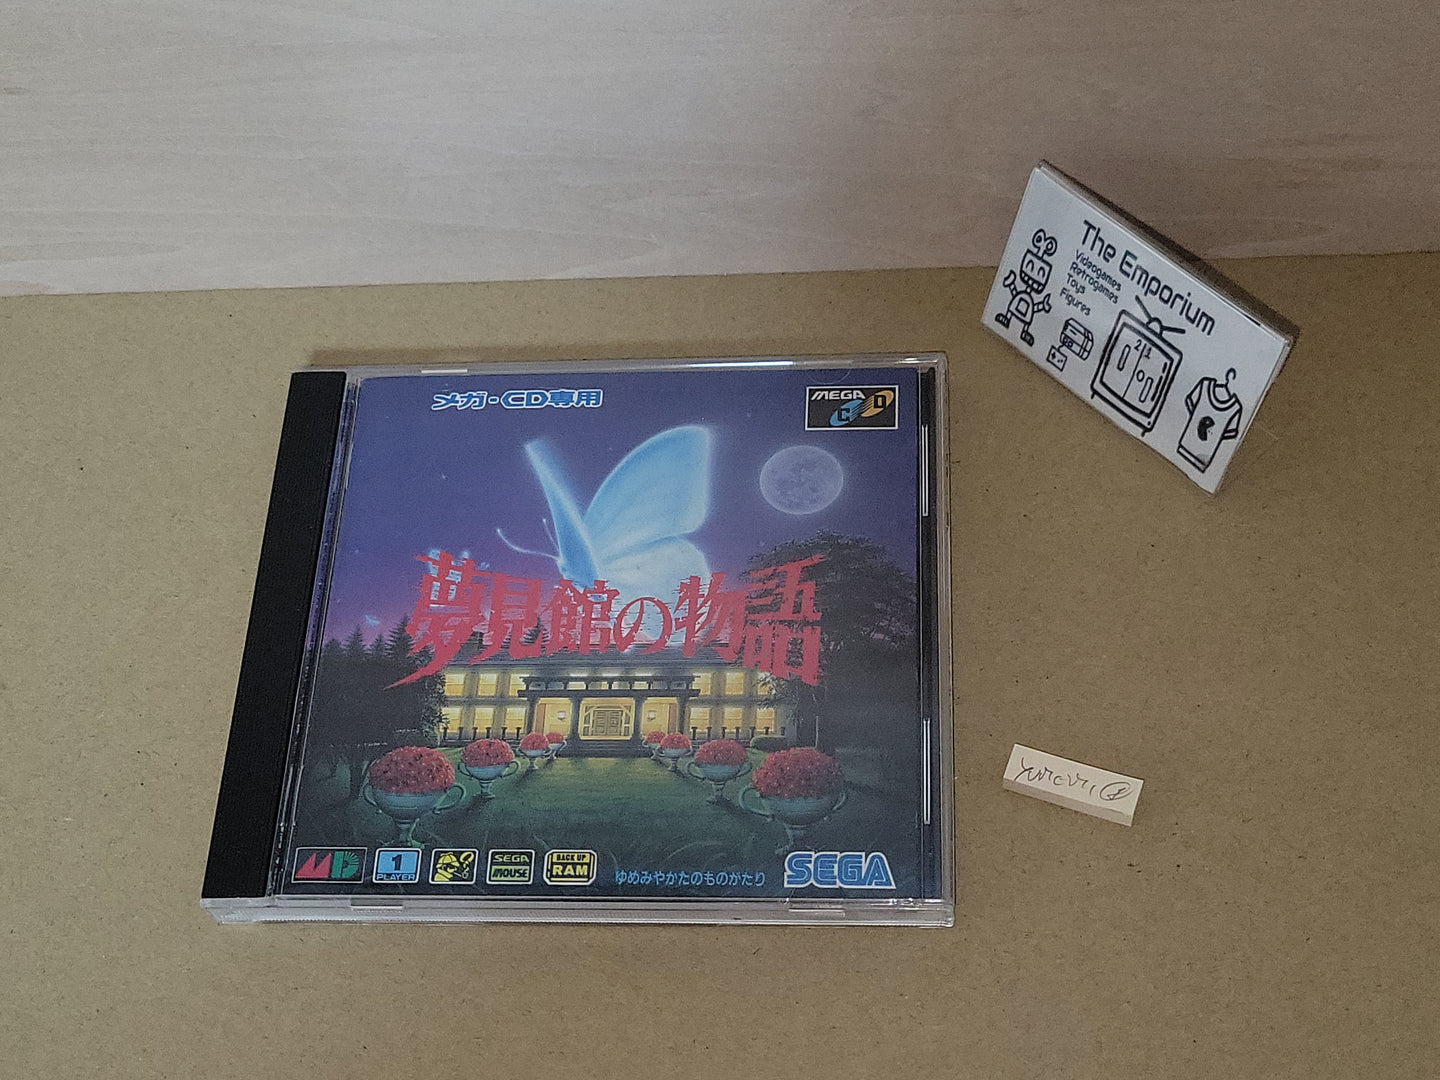 メガ-CD専用
MEGA
CD
夢見館の物語
MD
1
PLAYER
SEGA
MOUSE
BACK UP
RAM
ゆめみやかたのものがたり
SEGA
The Emporium
Videogames
Retrogames
Toys
Figures
2 1